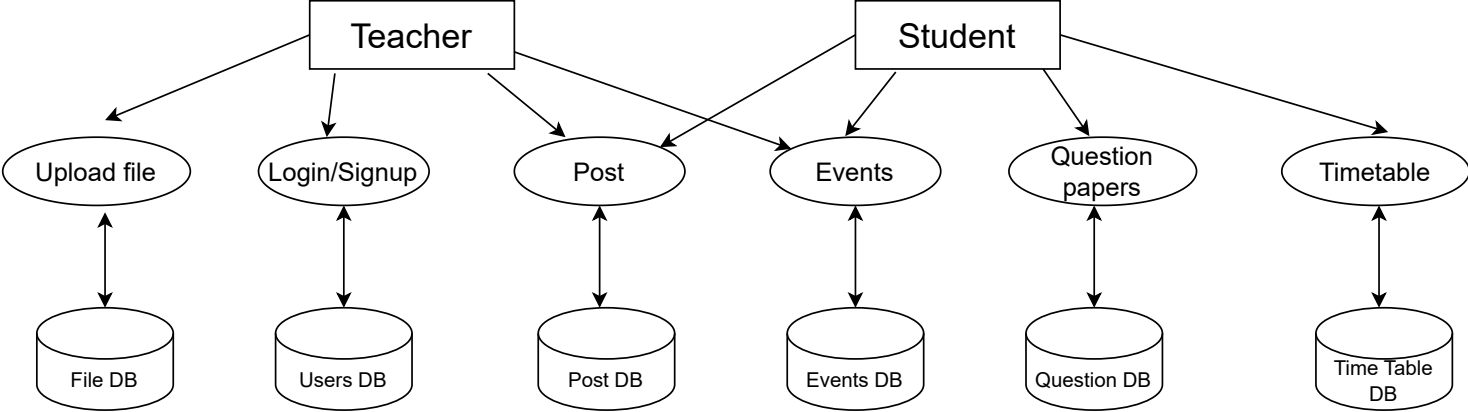 Teacher
Student
Upload file
Login/Signup
Post
Events
Question
papers
Timetable
File DB
Users DB
Post DB
Events DB
Question DB
Time Table
DB